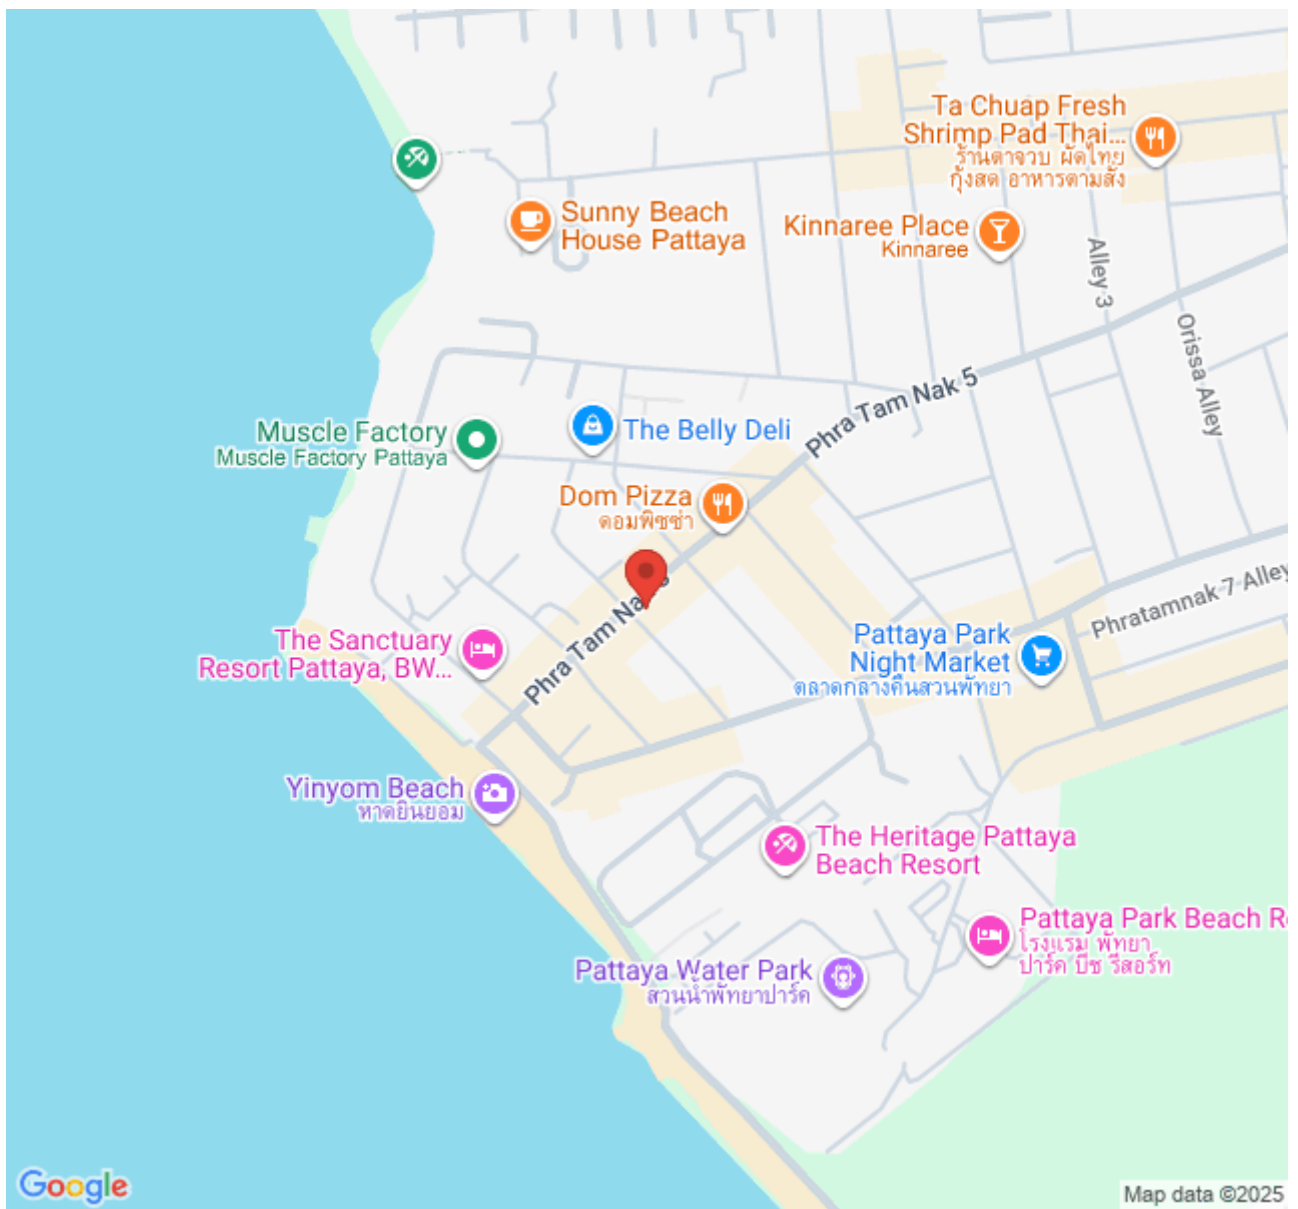 Ta Chuap Fresh
Shrimp Pad Thai...
ร้านตาจวบ ผัดไทย
กุ้งสด อาหารตามสั่ง
Sunny Beach
House Pattaya
Kinnaree Place
Kinnaree
Alley 3
Orissa Alley
Phra Tam Nak 5
Muscle Factory
Muscle Factory Pattaya
The Belly Deli
Dom Pizza
ดอมพิซซ่า
Phra Tam Na
Phratamnak 7 Alley
The Sanctuary
Resort Pattaya, BW...
Pattaya Park
Night Market
ตลาดกลางคืนสวนพัทยา
Yinyom Beach
หาดยินยอม
The Heritage Pattaya
Beach Resort
Pattaya Park Beach R
โรงแรม พัทยา
ปาร์ค บีช รีสอร์ท
Pattaya Water Park
สวนน้ำพัทยาปาร์ค
Google
Map data ©2025